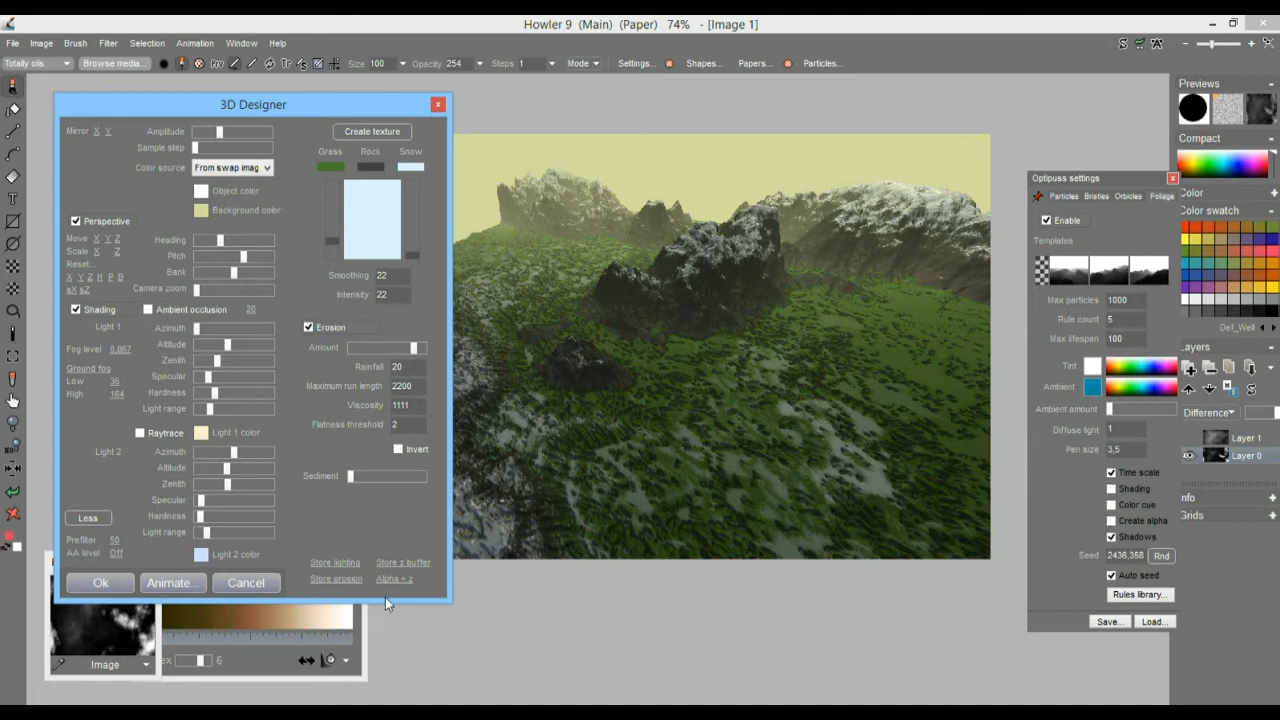 Howler 9 (Main) (Paper) 74% - [Image 1]
File Image Brush Filter Selection Animation Window Help
Totally oils Browse media... Prv Tr Size 100 Opacity 254 Steps 1 Mode Settings... Shapes... Papers... Particles...
3D Designer
Mirror X Y Amplitude
Sample step
Color source From swap imag
Object color
Background color
Perspective
Move X Y Z Heading
Scale X Z Pitch
Reset...
X Y Z H P B Bank
sX sZ Camera zoom
Shading Ambient occlusion 20
Light 1 Azimuth
Altitude
Fog level 0.867
Zenith
Ground fog
Specular
Low 36
Hardness
High 164
Light range
Raytrace Light 1 color
Light 2 Azimuth
Altitude
Zenith
Specular
Less Hardness
Light range
Prefilter 50
AA level Off Light 2 color
Ok Animate... Cancel
Create texture
Grass Rock Snow
Smoothing 22
Intensity 22
Erosion
Amount
Rainfall 20
Maximum run length 2200
Viscosity 1111
Flatness threshold 2
Invert
Sediment
Store lighting Store z buffer
Store erosion Alpha = z
Image
ex 6
Optipuss settings
Particles Bristles Orbicles Foliage
Enable
Templates
Max particles 1000
Rule count 5
Max lifespan 100
Tint
Ambient
Ambient amount
Diffuse light 1
Pen size 3,5
Time scale
Shading
Color cue
Create alpha
Shadows
Seed 2436,358 Rnd
Auto seed
Rules library...
Save... Load...
Previews
Compact
Color
Color swatch
Def_Well
Layers
Difference
Layer 1
Layer 0
Info
Grids